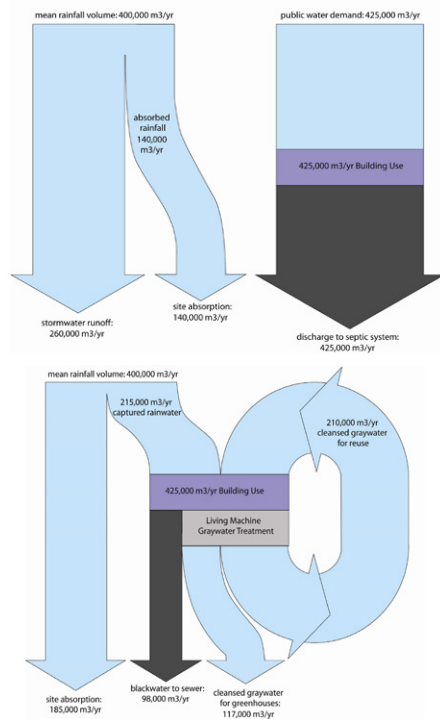 mean rainfall volume: 400,000 m3/yr
public water demand: 425,000 m3/yr
absorbed
rainfall
140,000
m3/yr
425,000 m3/yr Building Use
site absorption:
140,000 m3/yr
stormwater runoff:
260,000 m3/yr
discharge to septic system:
425,000 m3/yr
mean rainfall volume: 400,000 m3/yr
215,000 m3/yr
captured rainwater
210,000 m3/yr
cleansed graywater
for reuse
425,000 m3/yr Building Use
Living Machine
Graywater Treatment
site absorption:
185,000 m3/yr
blackwater to sewer:
98,000 m3/yr
cleansed graywater
for greenhouses:
117,000 m3/yr